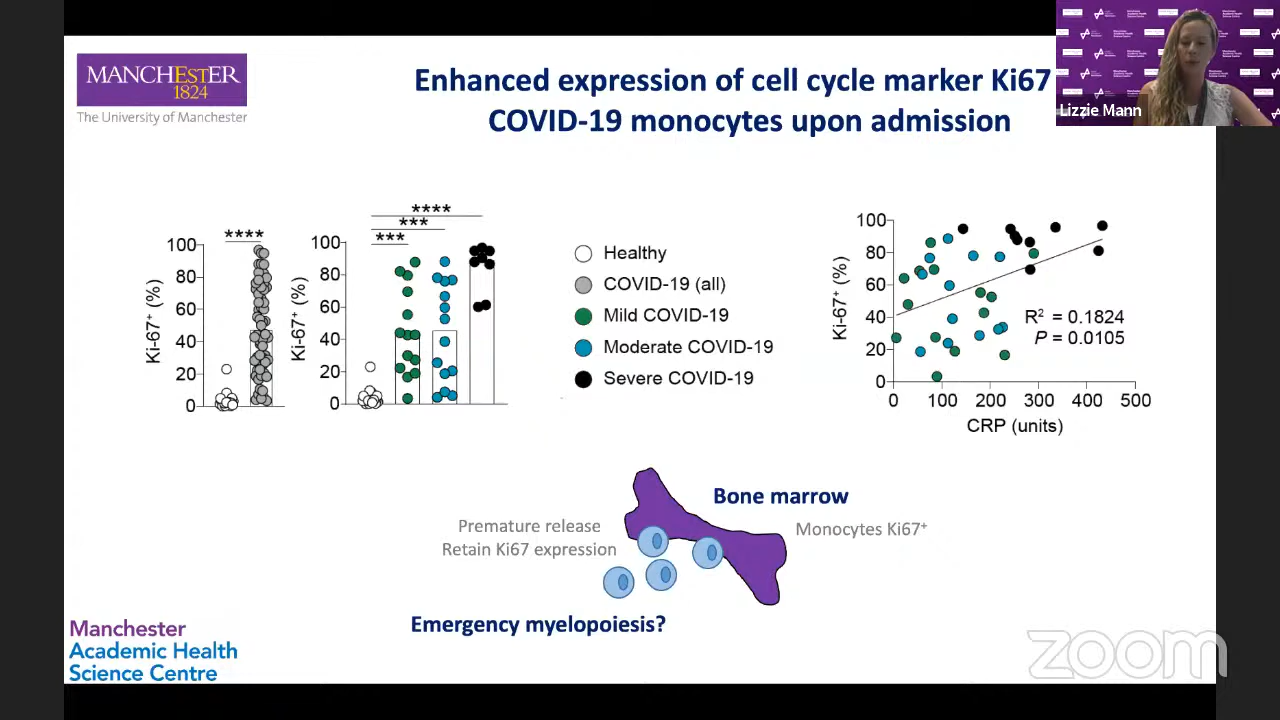 MANCHESTER
1824
The University of Manchester
Enhanced expression of cell cycle marker Ki67
COVID-19 monocytes upon admission
Lizzie Mann
****
Ki-67⁺ (%)
100
80
60
40
20
0
****
***
***
Ki-67⁺ (%)
100
80
60
40
20
0
Healthy
COVID-19 (all)
Mild COVID-19
Moderate COVID-19
Severe COVID-19
Ki-67⁺ (%)
100
80
60
40
20
0
R² = 0.1824
P = 0.0105
0 100 200 300 400 500
CRP (units)
Bone marrow
Premature release
Retain Ki67 expression
Monocytes Ki67⁺
Emergency myelopoiesis?
Manchester
Academic Health
Science Centre
zoom